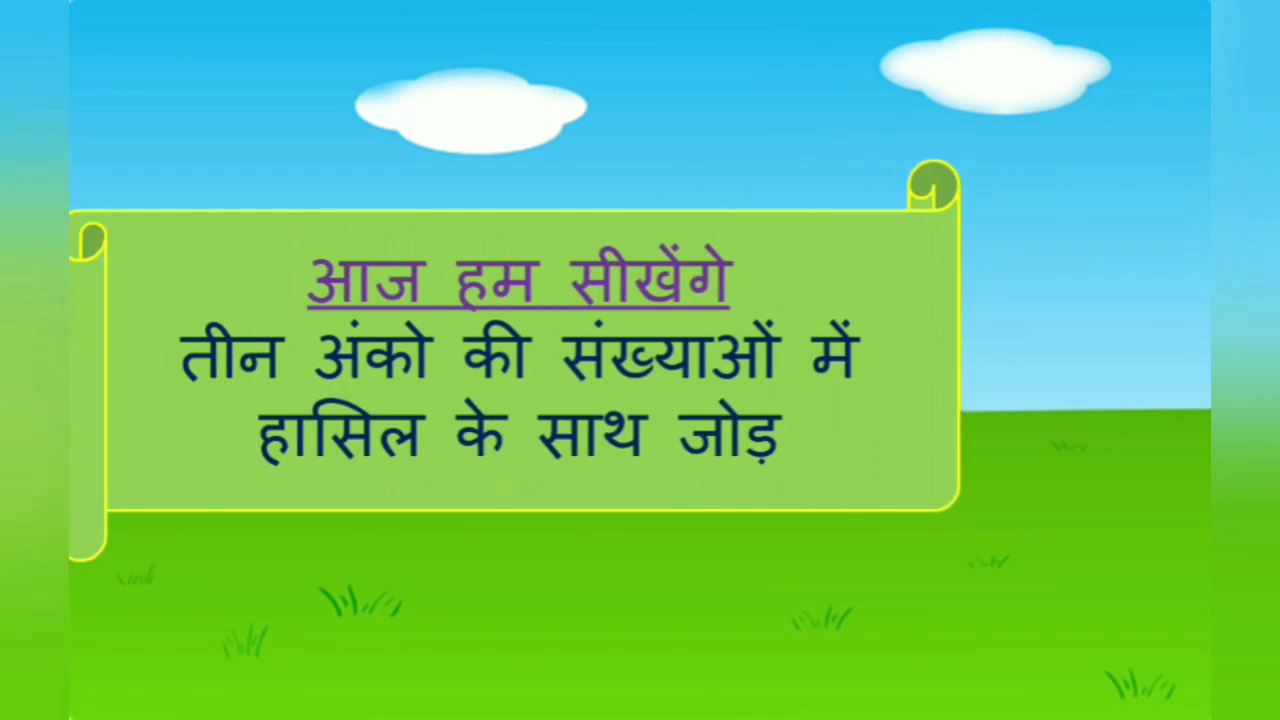 आज हम सीखेंगे
तीन अंको की संख्याओं में
हासिल के साथ जोड़